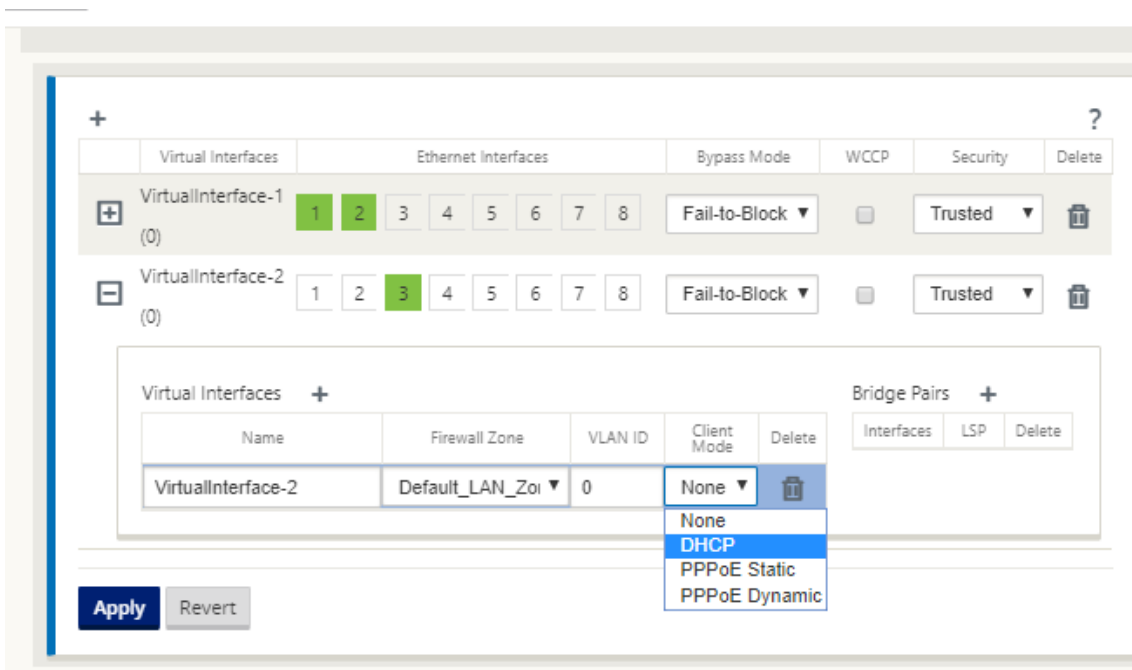 + ?
Virtual Interfaces Ethernet Interfaces Bypass Mode WCCP Security Delete
VirtualInterface-1
(0)
1 2 3 4 5 6 7 8 Fail-to-Block Trusted
VirtualInterface-2
(0)
1 2 3 4 5 6 7 8 Fail-to-Block Trusted
Virtual Interfaces + Bridge Pairs +
Name Firewall Zone VLAN ID Client Mode Delete Interfaces LSP Delete
VirtualInterface-2 Default_LAN_Zo 0 None
None
DHCP
PPPoE Static
PPPoE Dynamic
Apply Revert